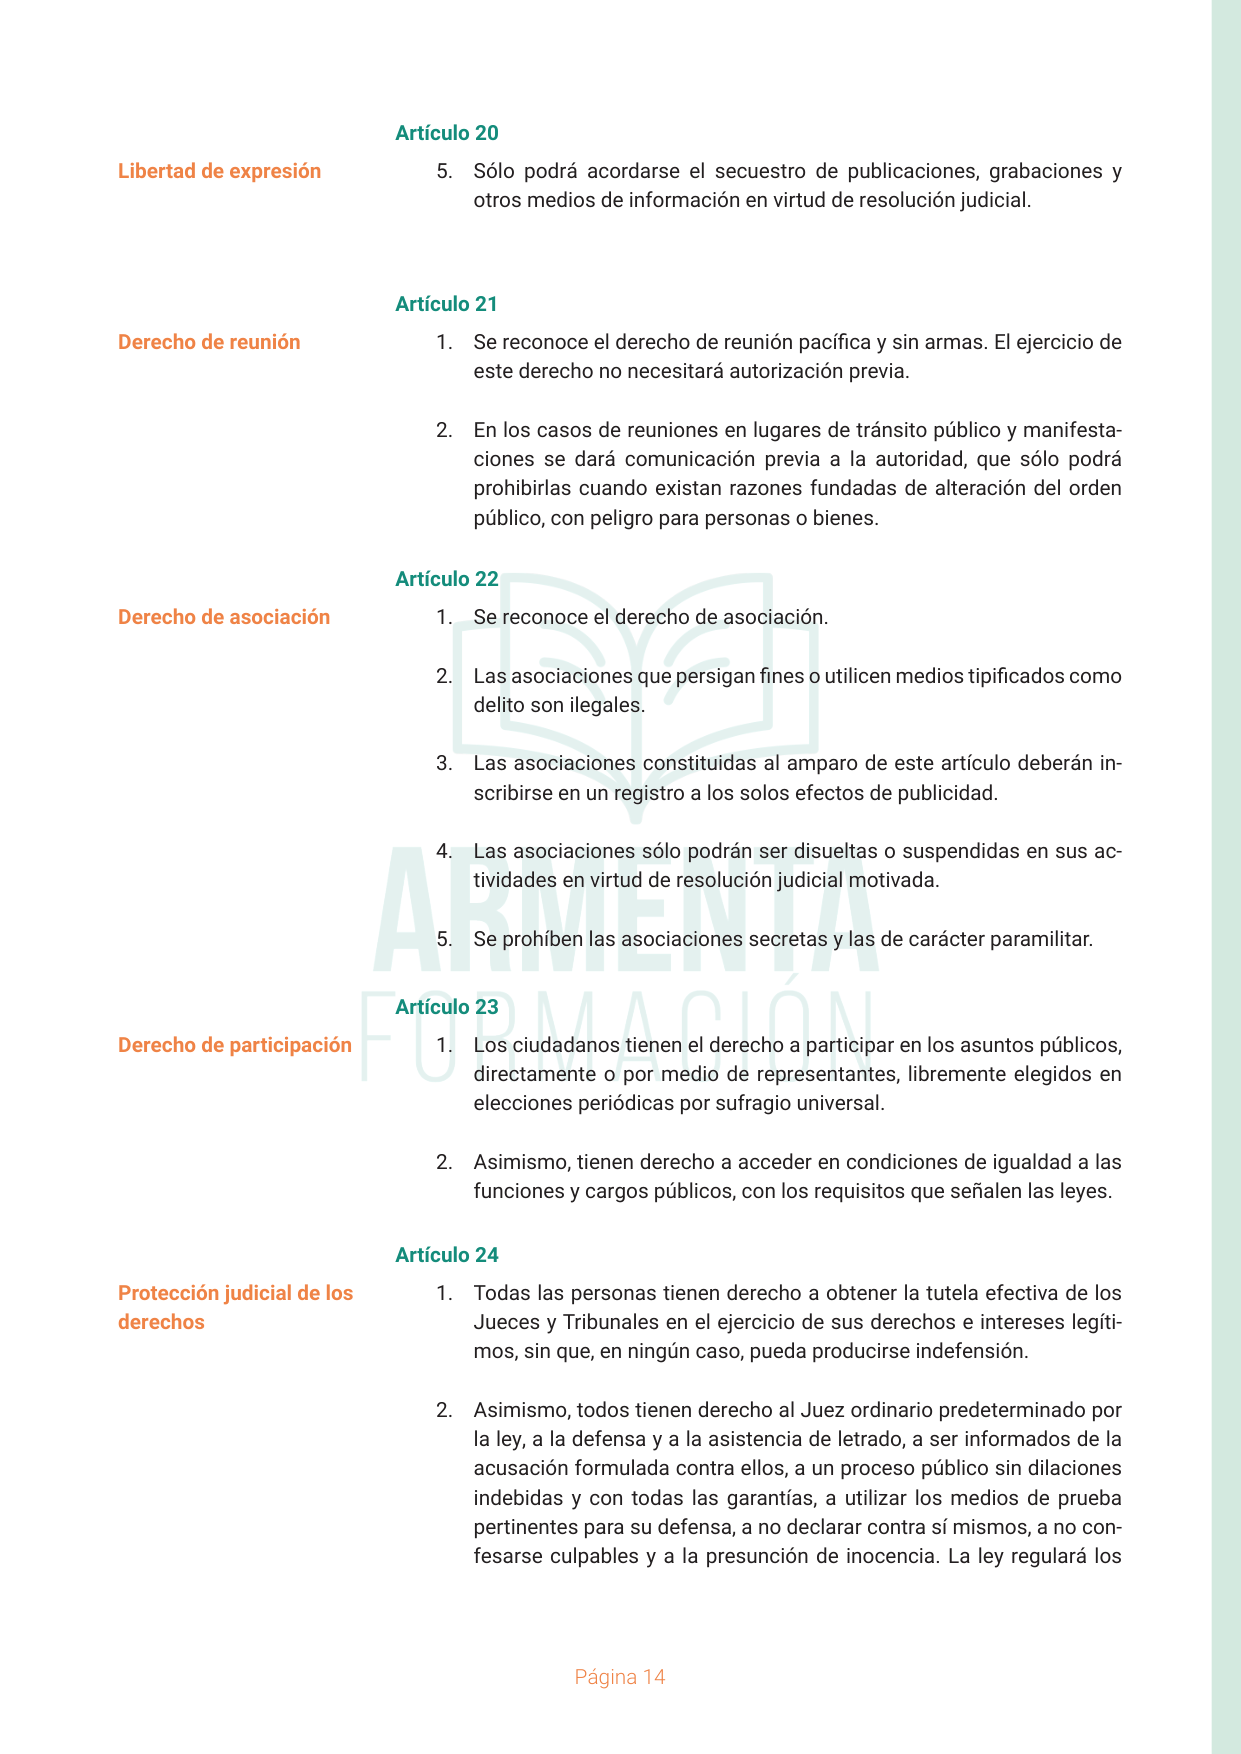 Artículo 20
Libertad de expresión
5. Sólo podrá acordarse el secuestro de publicaciones, grabaciones y
otros medios de información en virtud de resolución judicial.
Artículo 21
Derecho de reunión
1. Se reconoce el derecho de reunión pacífica y sin armas. El ejercicio de
este derecho no necesitará autorización previa.
2. En los casos de reuniones en lugares de tránsito público y manifesta-
ciones se dará comunicación previa a la autoridad, que sólo podrá
prohibirlas cuando existan razones fundadas de alteración del orden
público, con peligro para personas o bienes.
Artículo 22
Derecho de asociación
1. Se reconoce el derecho de asociación.
2. Las asociaciones que persigan fines o utilicen medios tipificados como
delito son ilegales.
3. Las asociaciones constituidas al amparo de este artículo deberán in-
scribirse en un registro a los solos efectos de publicidad.
4. Las asociaciones sólo podrán ser disueltas o suspendidas en sus ac-
tividades en virtud de resolución judicial motivada.
5. Se prohíben las asociaciones secretas y las de carácter paramilitar.
ARMENTA
FORMACIÓN
Artículo 23
Derecho de participación
1. Los ciudadanos tienen el derecho a participar en los asuntos públicos,
directamente o por medio de representantes, libremente elegidos en
elecciones periódicas por sufragio universal.
2. Asimismo, tienen derecho a acceder en condiciones de igualdad a las
funciones y cargos públicos, con los requisitos que señalen las leyes.
Artículo 24
Protección judicial de los
derechos
1. Todas las personas tienen derecho a obtener la tutela efectiva de los
Jueces y Tribunales en el ejercicio de sus derechos e intereses legíti-
mos, sin que, en ningún caso, pueda producirse indefensión.
2. Asimismo, todos tienen derecho al Juez ordinario predeterminado por
la ley, a la defensa y a la asistencia de letrado, a ser informados de la
acusación formulada contra ellos, a un proceso público sin dilaciones
indebidas y con todas las garantías, a utilizar los medios de prueba
pertinentes para su defensa, a no declarar contra sí mismos, a no con-
fesarse culpables y a la presunción de inocencia. La ley regulará los
Página 14